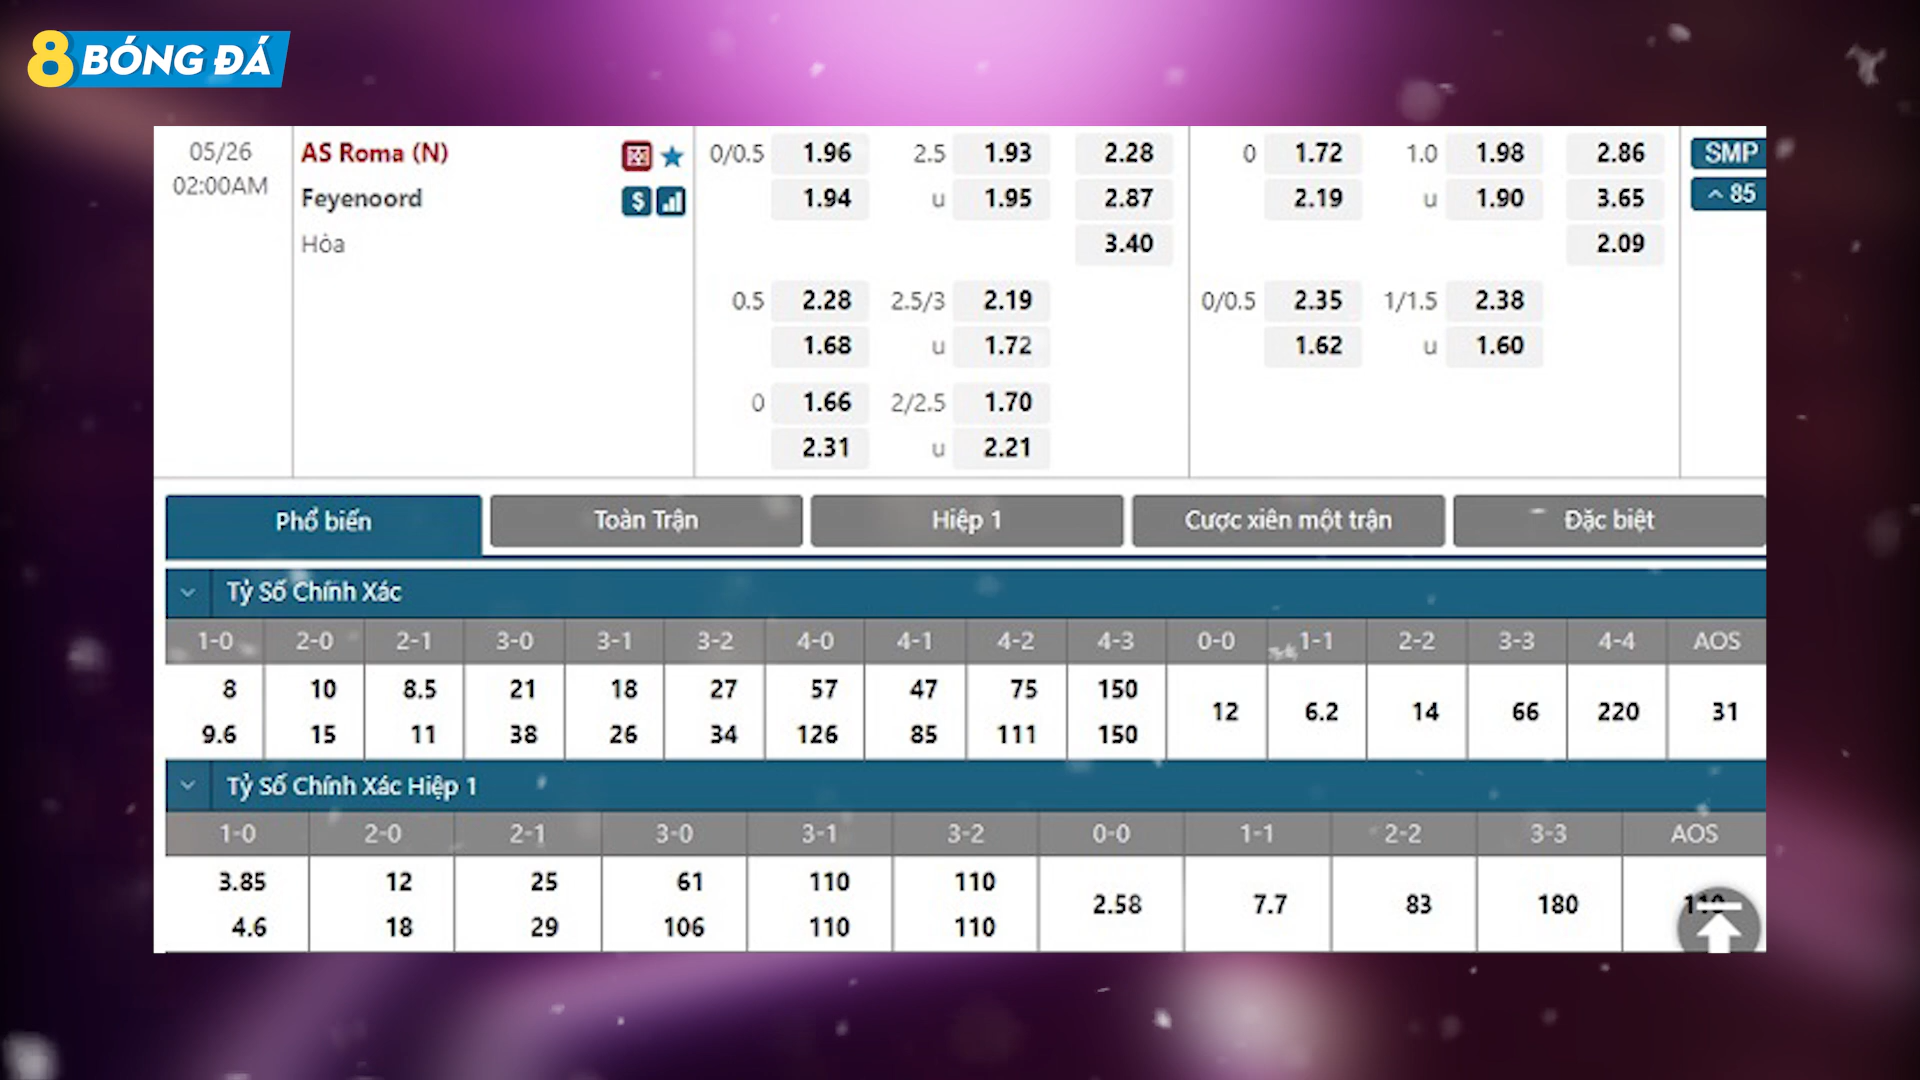 8 BÓNG ĐÁ
05/26 AS Roma (N) 0/0.5 1.96 2.5 1.93 2.28 0 1.72 1.0 1.98 2.86 SMP
02:00AM Feyenoord $ 1.94 u 1.95 2.87 2.19 u 1.90 3.65 85
Hòa 3.40 2.09
0.5 2.28 2.5/3 2.19 0/0.5 2.35 1/1.5 2.38
1.68 u 1.72 1.62 u 1.60
0 1.66 2/2.5 1.70
2.31 u 2.21
Phổ biến Toàn Trận Hiệp 1 Cược xiên một trận Đặc biệt
Tỷ Số Chính Xác
1-0 2-0 2-1 3-0 3-1 3-2 4-0 4-1 4-2 4-3 0-0 1-1 2-2 3-3 4-4 AOS
8 10 8.5 21 18 27 57 47 75 150
12 6.2 14 66 220 31
9.6 15 11 38 26 34 126 85 111 150
Tỷ Số Chính Xác Hiệp 1
1-0 2-0 2-1 3-0 3-1 3-2 0-0 1-1 2-2 3-3 AOS
3.85 12 25 61 110 110
2.58 7.7 83 180
4.6 18 29 106 110 110